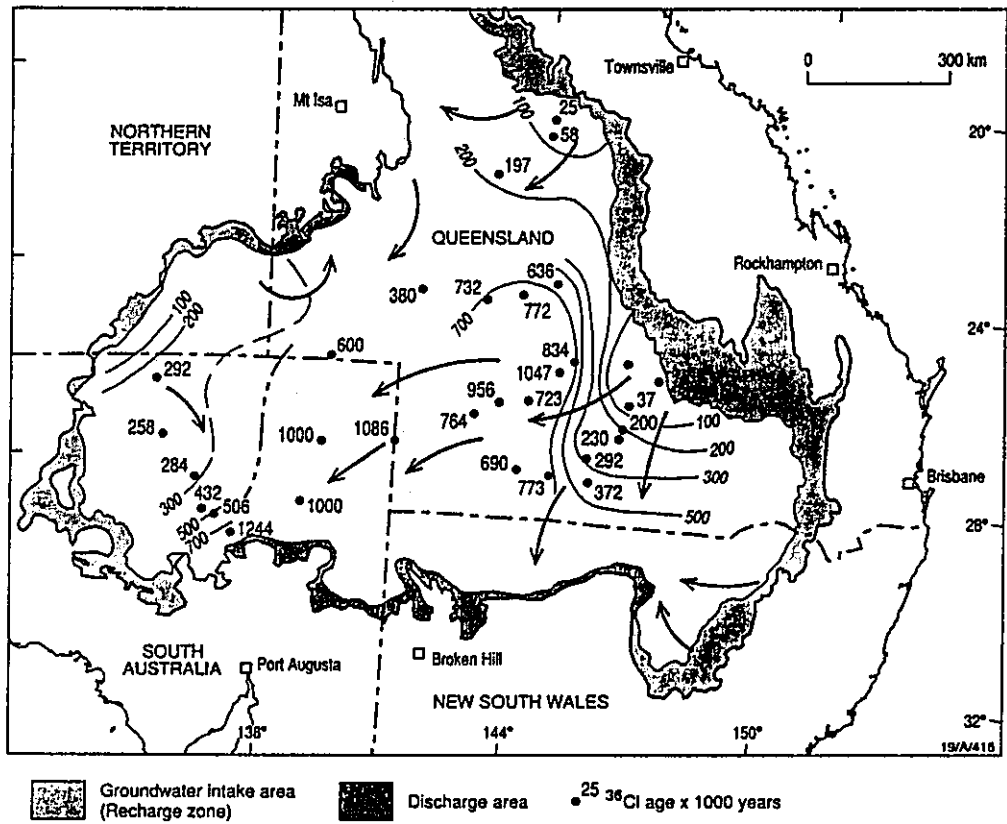 0 300 km
Townsville
Mt Isa
100
25
58
20°
NORTHERN
TERRITORY
200
197
QUEENSLAND
Rockhampton
636
380
732
772
700
100
200
24°
600
834
292
1047
956
723
37
764
200
100
258
1000
1086
230
200
690
292
284
300
773
372
432
300
506
1000
500
500
Brisbane
700
1244
28°
SOUTH
AUSTRALIA
Port Augusta
Broken Hill
NEW SOUTH WALES
138°
144°
150°
32°
19/A/416
Groundwater intake area
(Recharge zone)
Discharge area
25 36Cl age x 1000 years